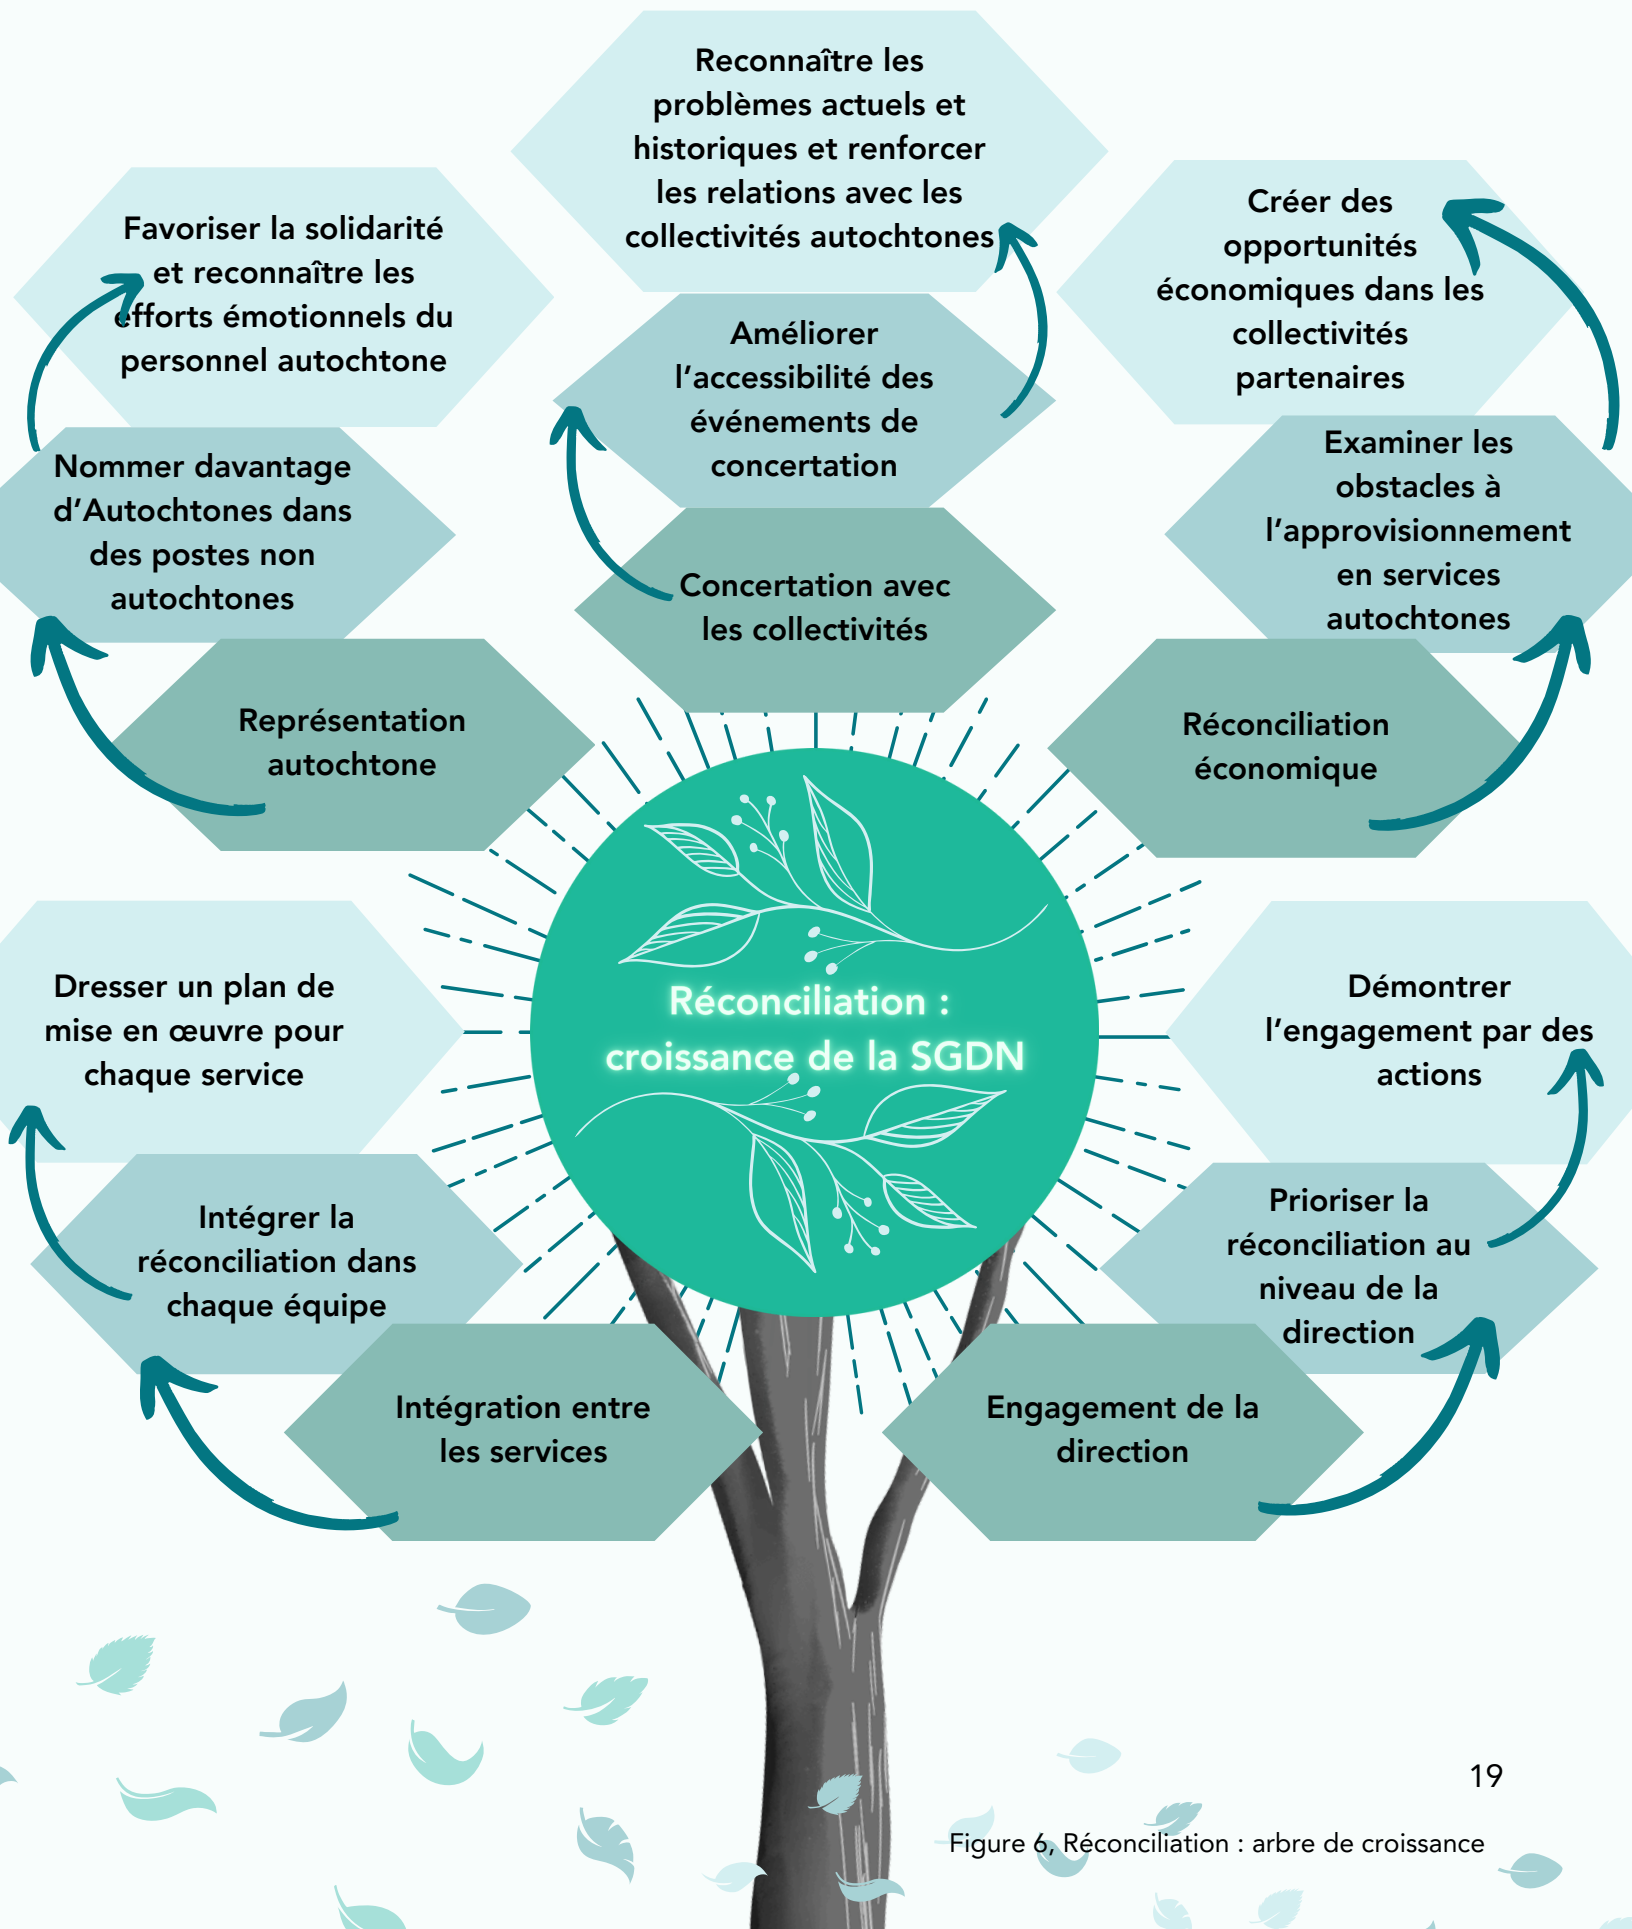 Reconnaître les
problèmes actuels et
historiques et renforcer
les relations avec les
collectivités autochtones
Favoriser la solidarité
et reconnaître les
efforts émotionnels du
personnel autochtone
Créer des
opportunités
économiques dans les
collectivités
partenaires
Améliorer
l’accessibilité des
événements de
concertation
Nommer davantage
d’Autochtones dans
des postes non
autochtones
Examiner les
obstacles à
l’approvisionnement
en services
autochtones
Concertation avec
les collectivités
Représentation
autochtone
Réconciliation
économique
Réconciliation :
croissance de la SGDN
Dresser un plan de
mise en œuvre pour
chaque service
Démontrer
l’engagement par des
actions
Intégrer la
réconciliation dans
chaque équipe
Prioriser la
réconciliation au
niveau de la
direction
Intégration entre
les services
Engagement de la
direction
19
Figure 6, Réconciliation : arbre de croissance